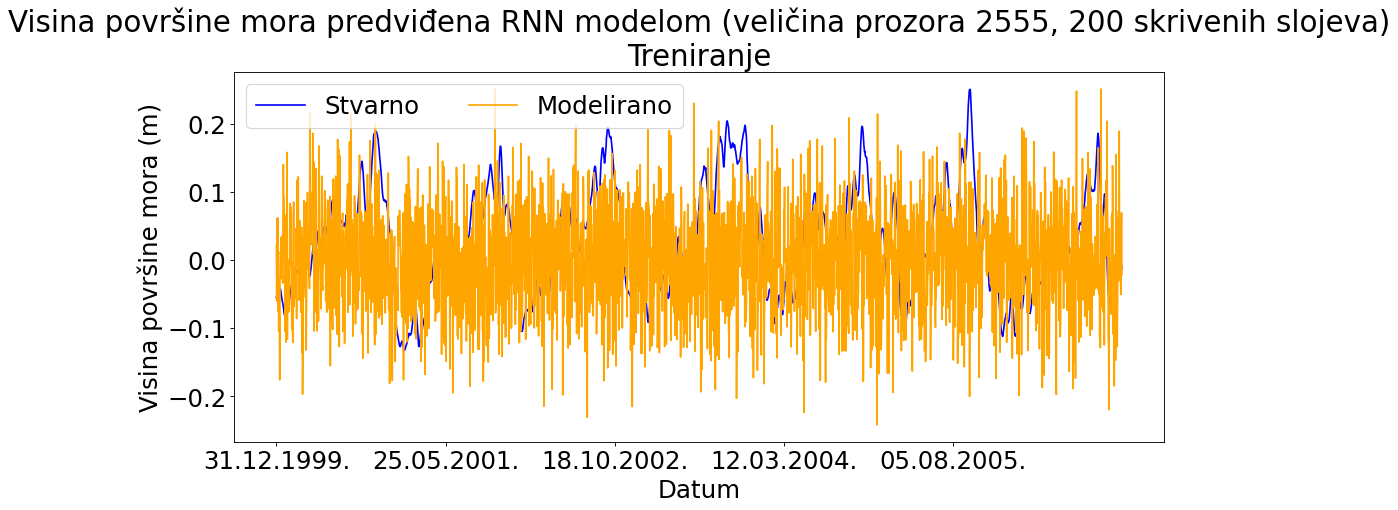 Visina površine mora predviđena RNN modelom (veličina prozora 2555, 200 skrivenih slojeva)
Treniranje
Stvarno
Modelirano
Visina površine mora (m)
0.2
0.1
0.0
−0.1
−0.2
31.12.1999.
25.05.2001.
18.10.2002.
12.03.2004.
05.08.2005.
Datum